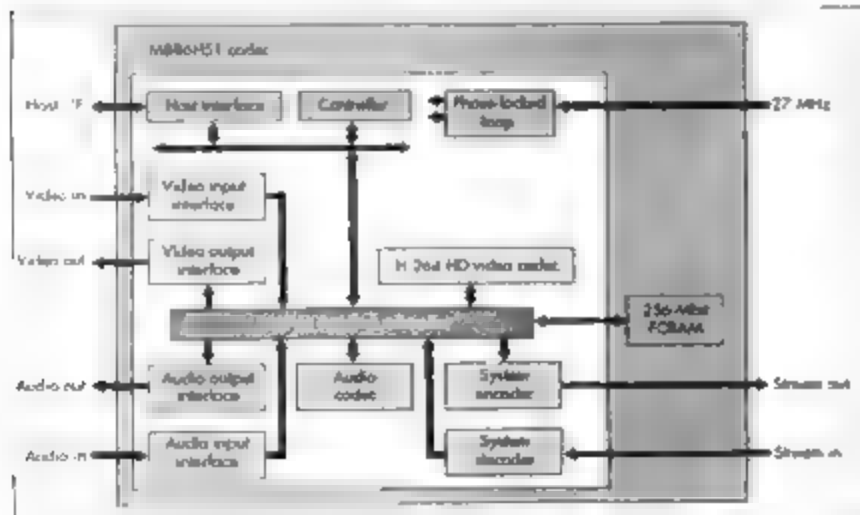 MB86H51 codec
Host I/F
Host interface
Controller
Phase-locked
loop
27 MHz
Video in
Video input
interface
Video out
Video output
interface
H.264 HD video codec
256-Mbit
FCRAM
Audio out
Audio output
interface
Audio
codec
System
encoder
Stream out
Audio in
Audio input
interface
System
decoder
Stream in